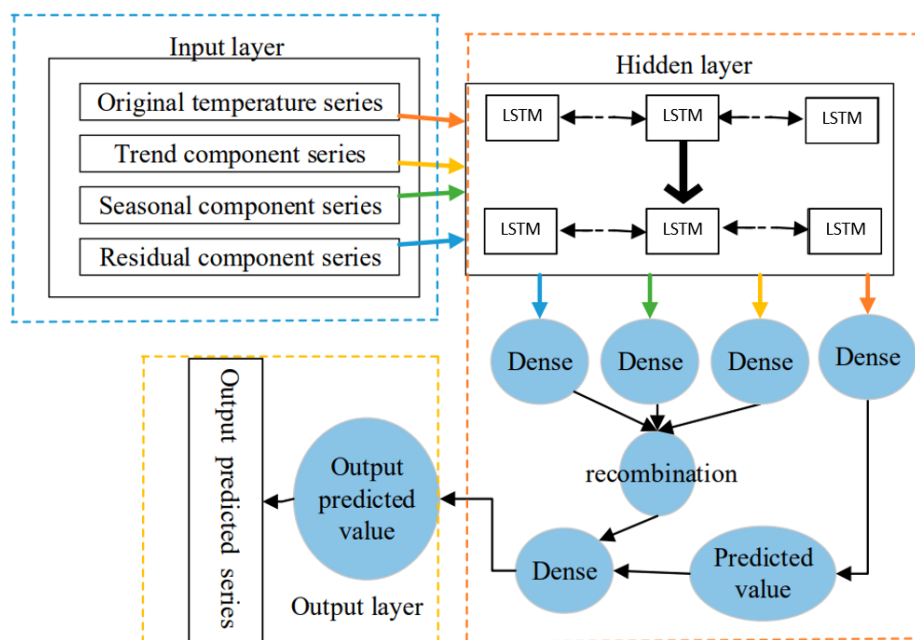 Input layer
Original temperature series
Trend component series
Seasonal component series
Residual component series
Hidden layer
LSTM
LSTM
LSTM
LSTM
LSTM
LSTM
Dense
Dense
Dense
Dense
recombination
Predicted
value
Dense
Output
predicted
value
Output layer
Output predicted series